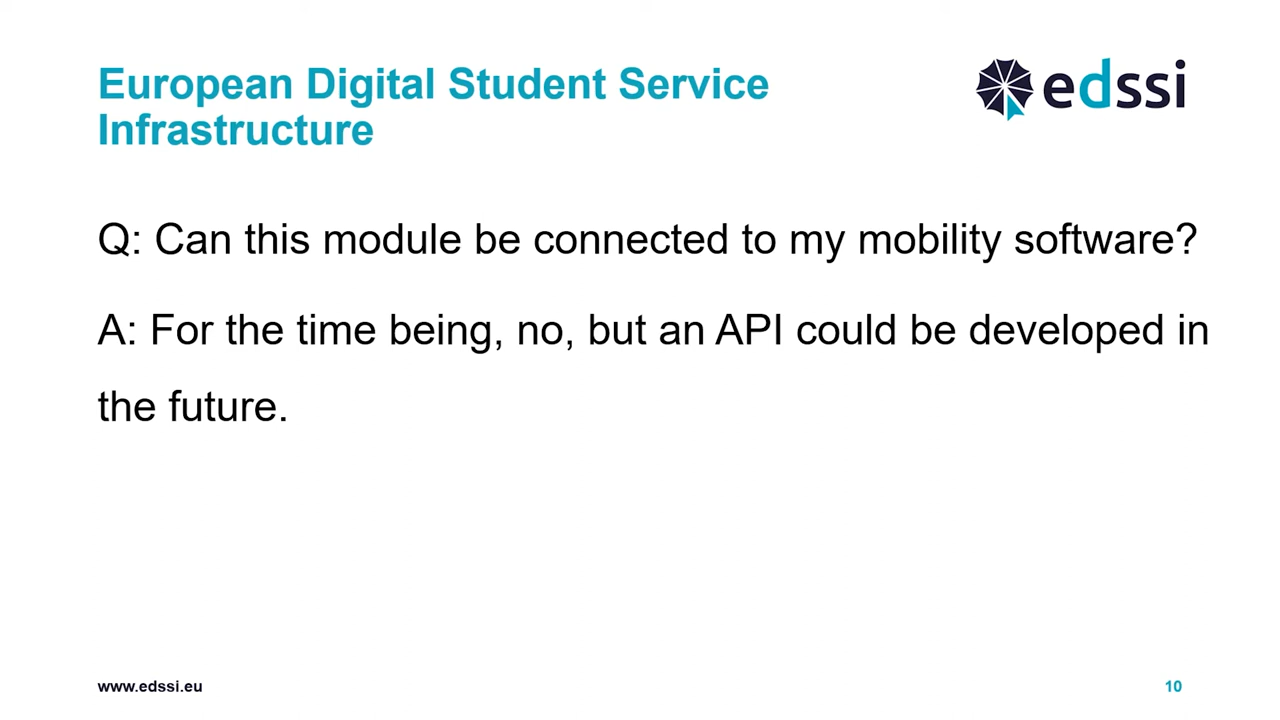 European Digital Student Service
Infrastructure
edssi
Q: Can this module be connected to my mobility software?
A: For the time being, no, but an API could be developed in
the future.
www.edssi.eu
10